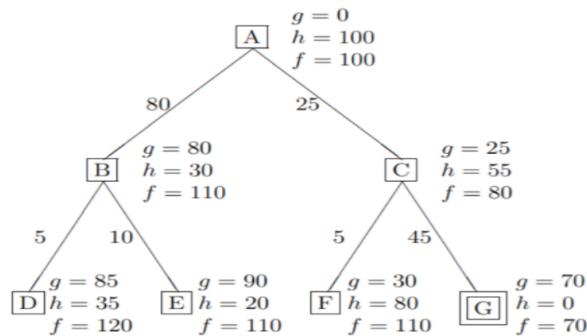 A
g = 0
h = 100
f = 100
80
25
B
g = 80
h = 30
f = 110
C
g = 25
h = 55
f = 80
5
10
5
45
D
g = 85
h = 35
f = 120
E
g = 90
h = 20
f = 110
F
g = 30
h = 80
f = 110
G
g = 70
h = 0
f = 70